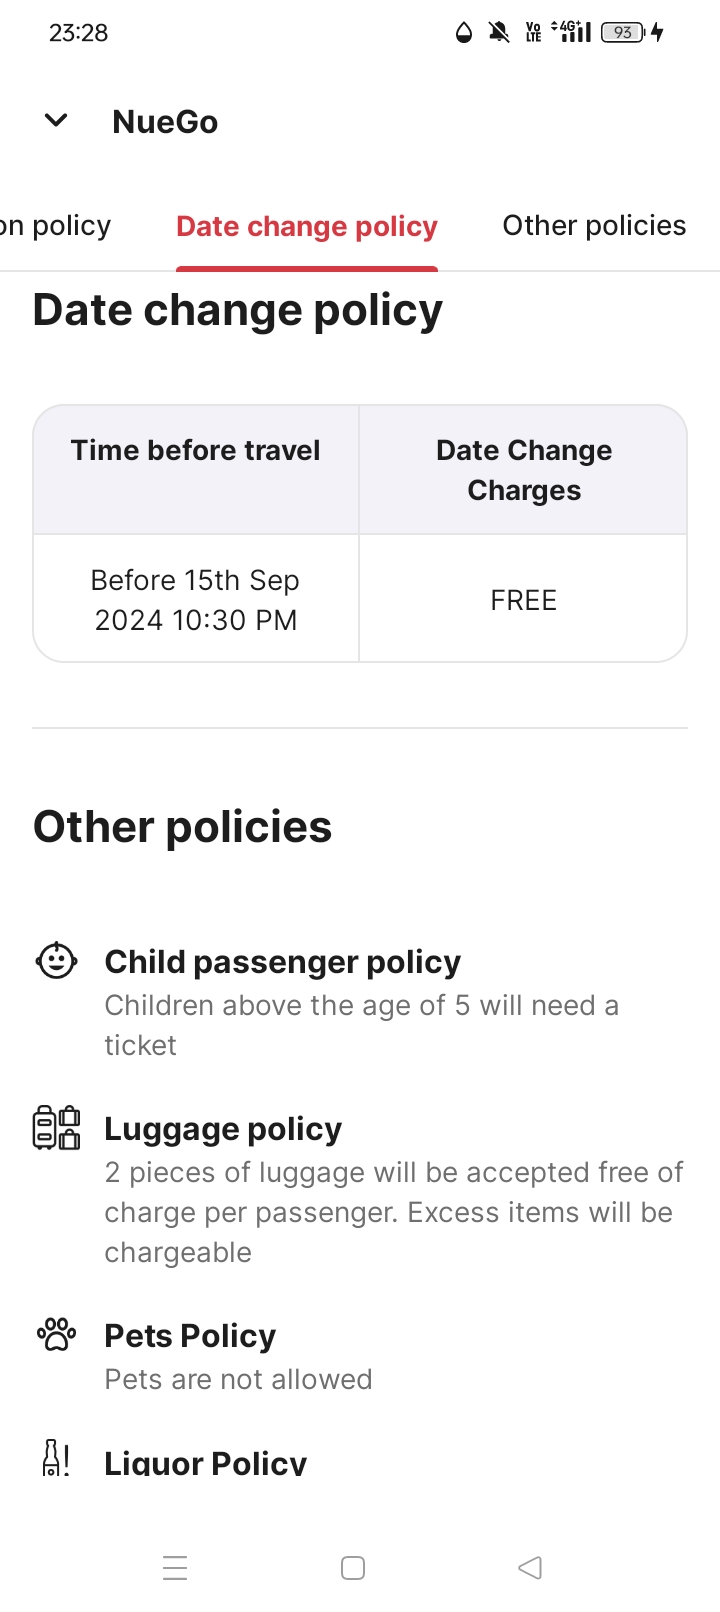 23:28
Vo LTE 4G+ 93
NueGo
on policy Date change policy Other policies
Date change policy
Time before travel Date Change
Charges
Before 15th Sep
2024 10:30 PM FREE
Other policies
Child passenger policy
Children above the age of 5 will need a
ticket
Luggage policy
2 pieces of luggage will be accepted free of
charge per passenger. Excess items will be
chargeable
Pets Policy
Pets are not allowed
Liquor Policy